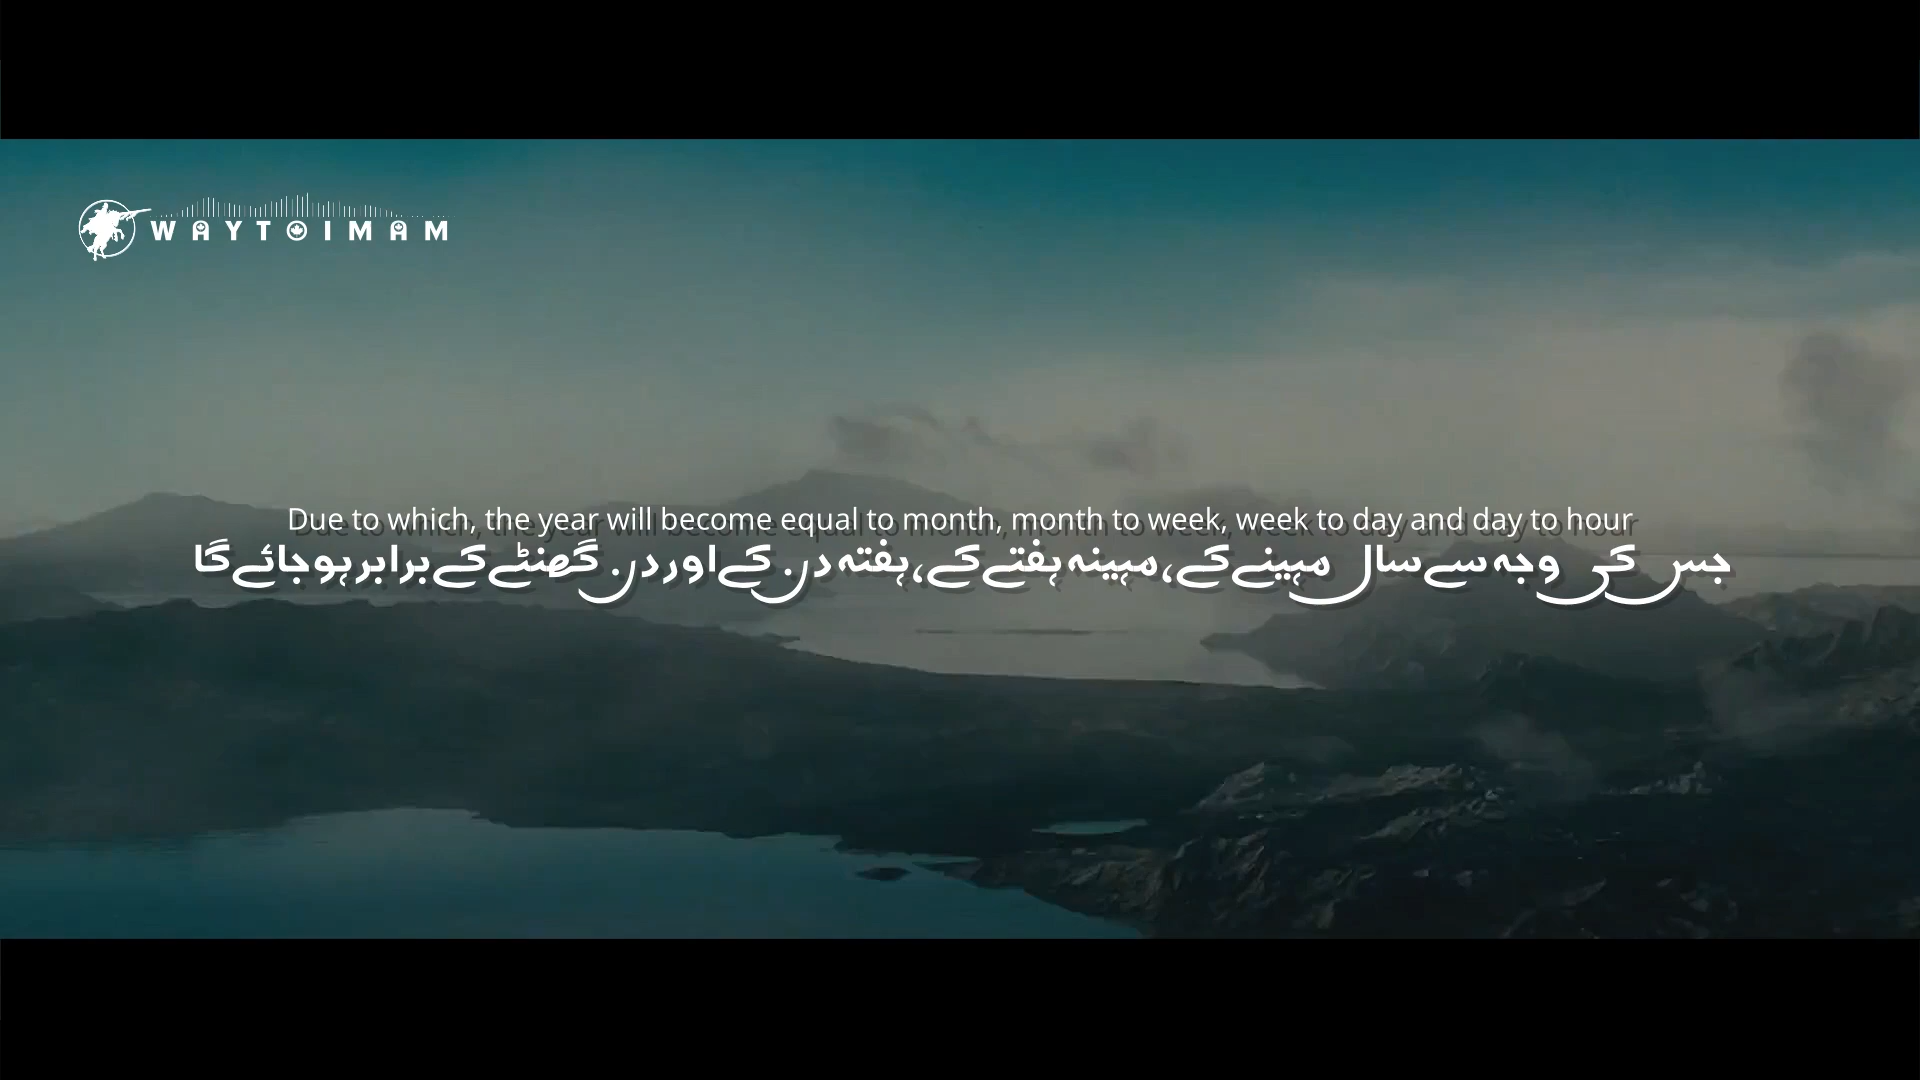 WAYTOIMAM
Due to which, the year will become equal to month, month to week, week to day and day to hour
جس کی وجہ سے سال مہینے کے، مہینہ ہفتے کے، ہفتہ دن کے اور دن گھنٹے کے برابر ہو جائے گا